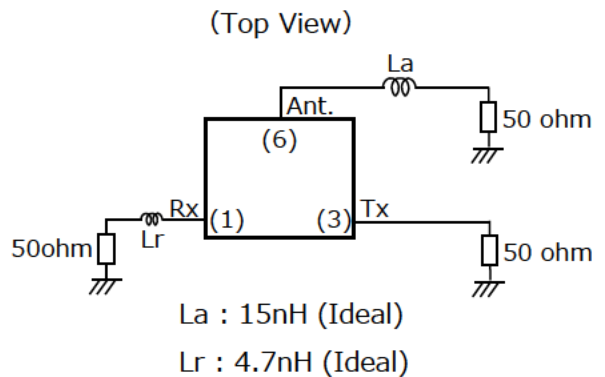 (Top View)
La
Ant.
50 ohm
(6)
Rx
(1)
(3)
Tx
50ohm
Lr
50 ohm
La : 15nH (Ideal)
Lr : 4.7nH (Ideal)